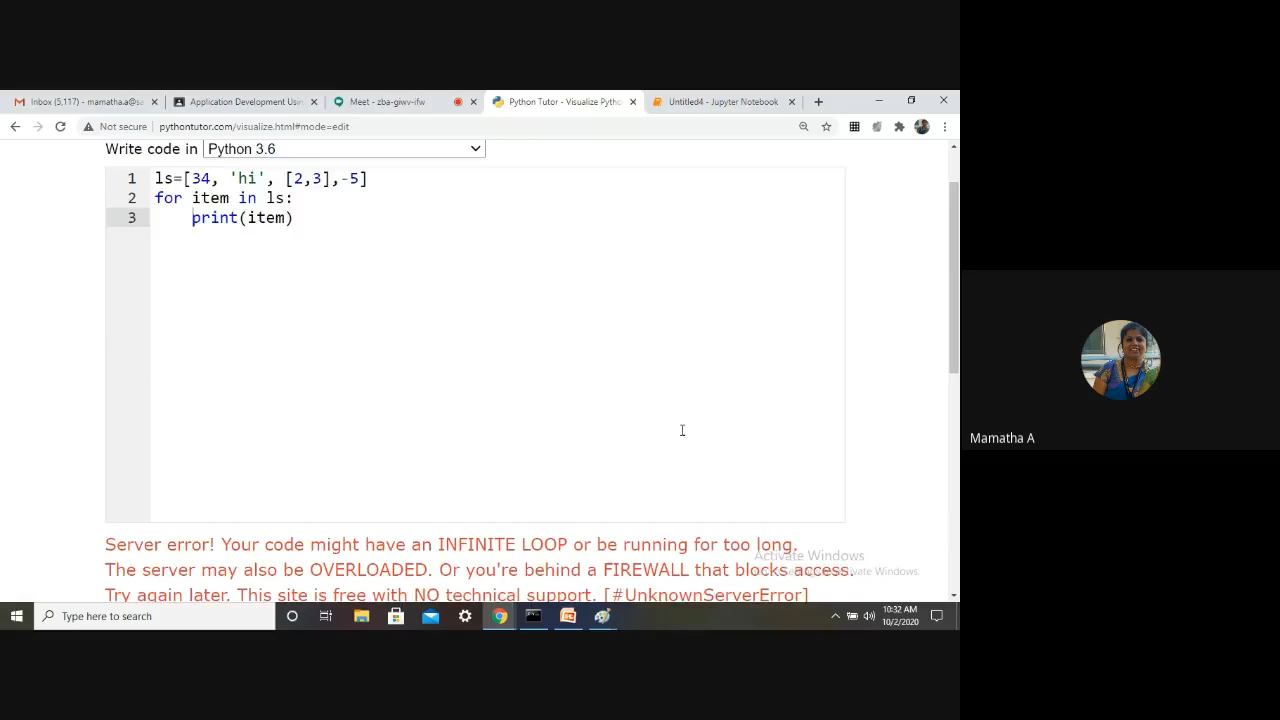 Inbox (5,117) - mamatha.a@sa
Application Development Usin
Meet - zba-giwv-ifw
Python Tutor - Visualize Pytho
Untitled4 - Jupyter Notebook
Not secure
pythontutor.com/visualize.html#mode=edit
Write code in Python 3.6
1 ls=[34, 'hi', [2,3],-5]
2 for item in ls:
3 print(item)
Mamatha A
Server error! Your code might have an INFINITE LOOP or be running for too long.
Activate Windows
The server may also be OVERLOADED. Or you're behind a FIREWALL that blocks access.
Windows.
Try again later. This site is free with NO technical support. [#UnknownServerError]
Type here to search
10:32 AM
10/2/2020